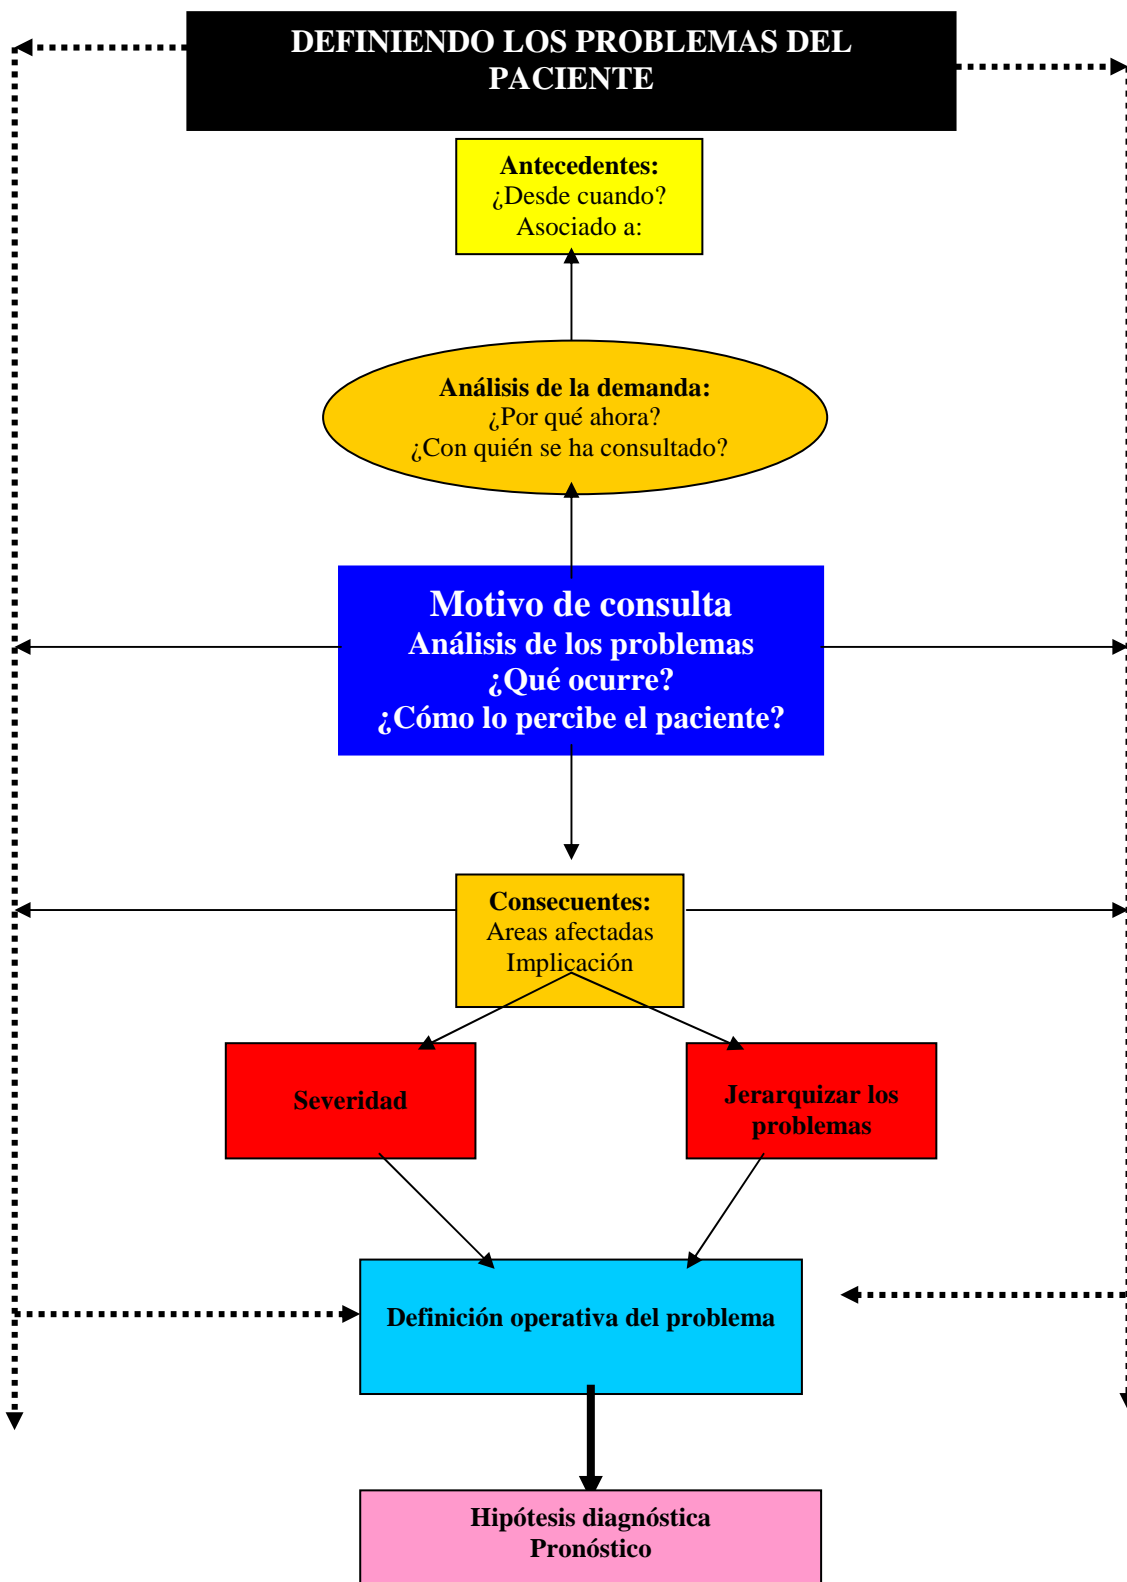 DEFINIENDO LOS PROBLEMAS DEL
PACIENTE
Antecedentes:
¿Desde cuando?
Asociado a:
Análisis de la demanda:
¿Por qué ahora?
¿Con quién se ha consultado?
Motivo de consulta
Análisis de los problemas
¿Qué ocurre?
¿Cómo lo percibe el paciente?
Consecuentes:
Areas afectadas
Implicación
Severidad
Jerarquizar los
problemas
Definición operativa del problema
Hipótesis diagnóstica
Pronóstico